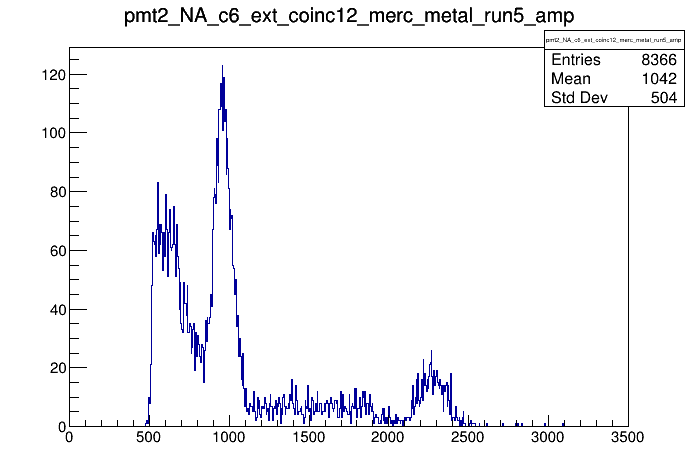 pmt2_NA_c6_ext_coinc12_merc_metal_run5_amp
pmt2_NA_c6_ext_coinc12_merc_metal_run5_amp
Entries 8366
Mean 1042
Std Dev 504
120
100
80
60
40
20
0
0 500 1000 1500 2000 2500 3000 3500